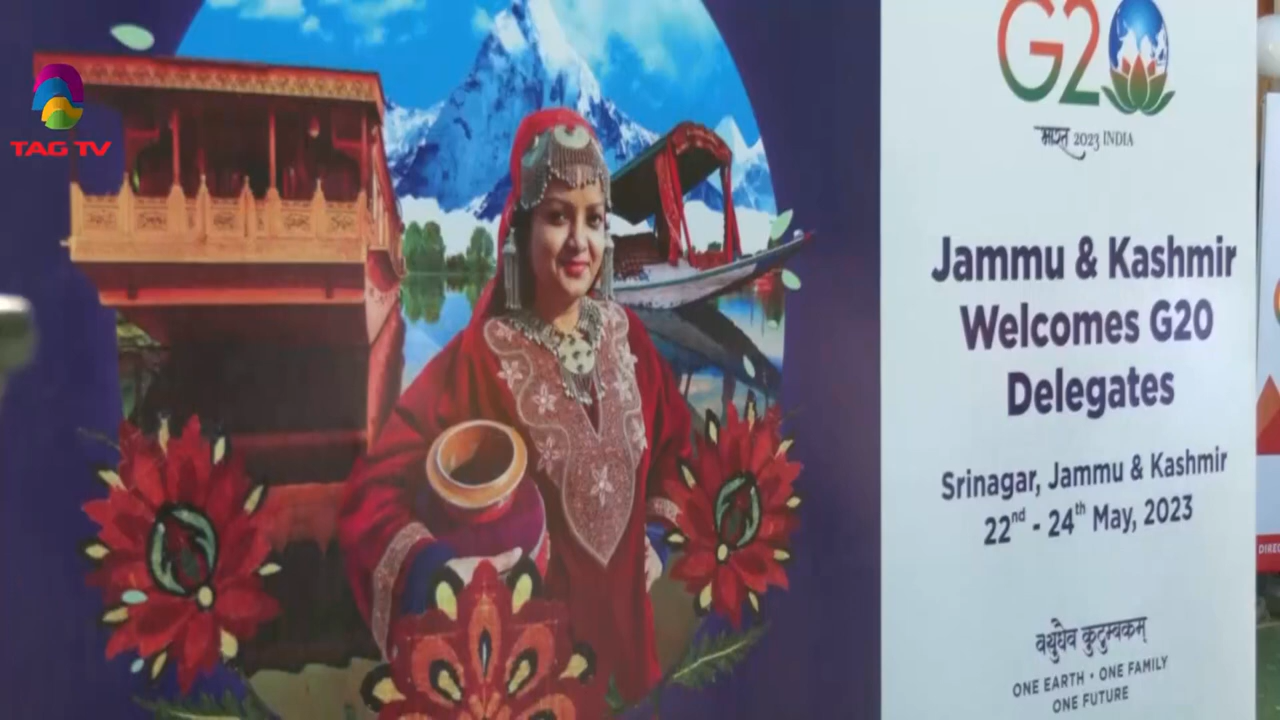 TAG TV
G20
भारत 2023 INDIA
Jammu & Kashmir
Welcomes G20
Delegates
Srinagar, Jammu & Kashmir
22nd - 24th May, 2023
वसुधैव कुटुम्बकम्
ONE EARTH • ONE FAMILY
ONE FUTURE
DIREC